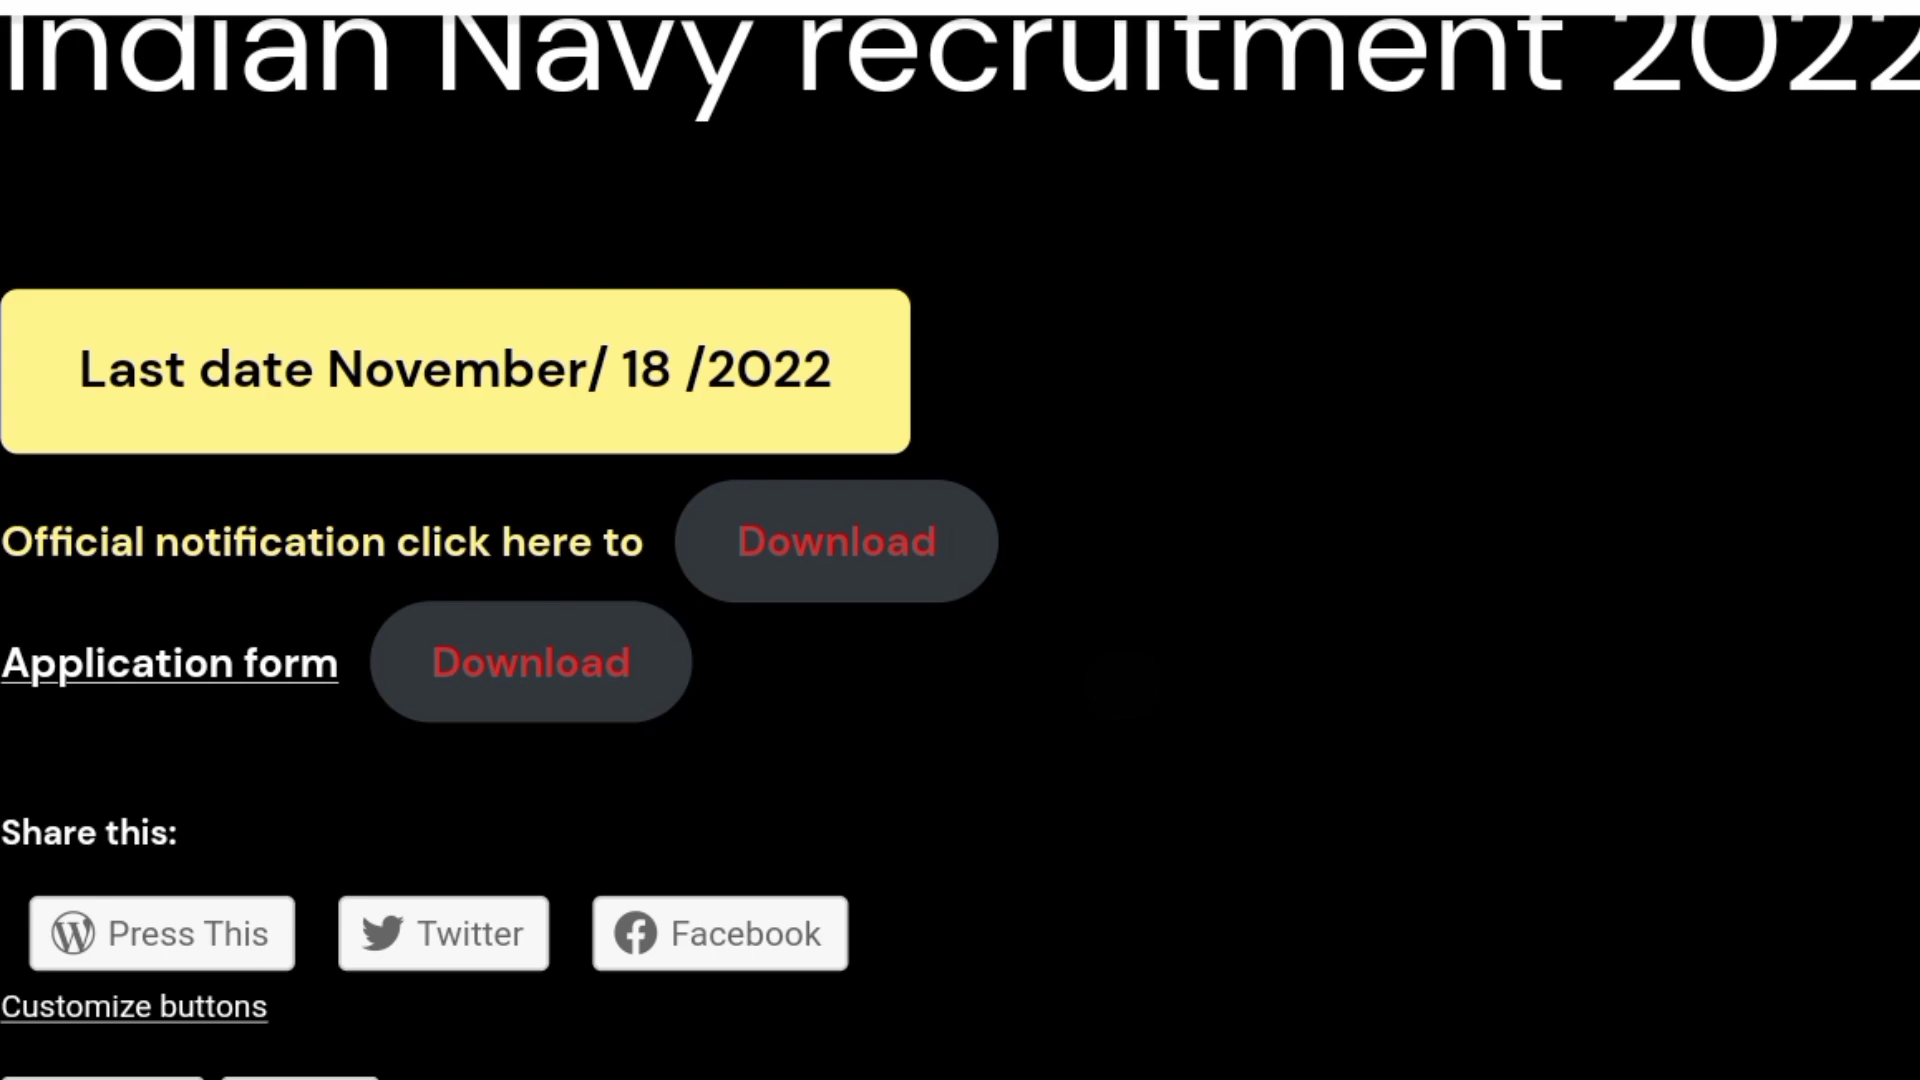 Indian Navy recruitment 2022
Last date November/ 18 /2022
Official notification click here to Download
Application form Download
Share this:
Press This Twitter Facebook
Customize buttons